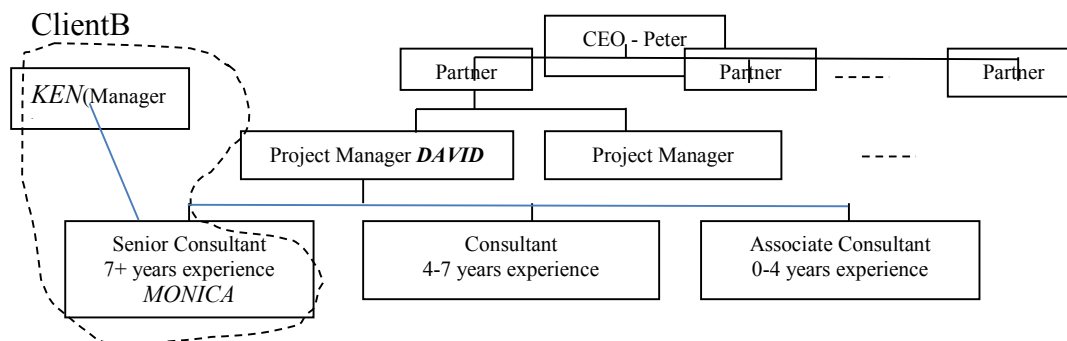 ClientB
CEO - Peter
Partner
Partner
Partner
KEN(Manager
Project Manager DAVID
Project Manager
Senior Consultant
7+ years experience
MONICA
Consultant
4-7 years experience
Associate Consultant
0-4 years experience